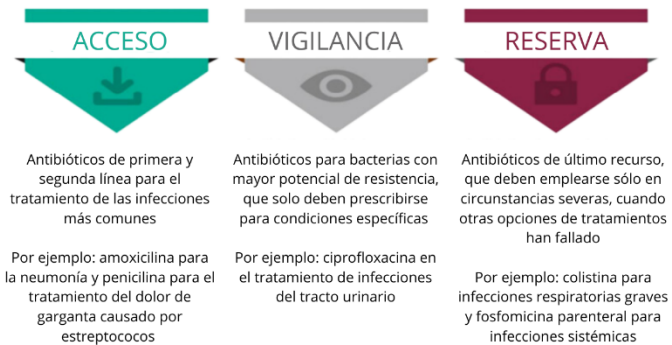 ACCESO
Antibióticos de primera y
segunda línea para el
tratamiento de las infecciones
más comunes
Por ejemplo: amoxicilina para
la neumonía y penicilina para el
tratamiento del dolor de
garganta causado por
estreptococos
VIGILANCIA
Antibióticos para bacterias con
mayor potencial de resistencia,
que solo deben prescribirse
para condiciones específicas
Por ejemplo: ciprofloxacina en
el tratamiento de infecciones
del tracto urinario
RESERVA
Antibióticos de último recurso,
que deben emplearse sólo en
circunstancias severas, cuando
otras opciones de tratamientos
han fallado
Por ejemplo: colistina para
infecciones respiratorias graves
y fosfomicina parenteral para
infecciones sistémicas